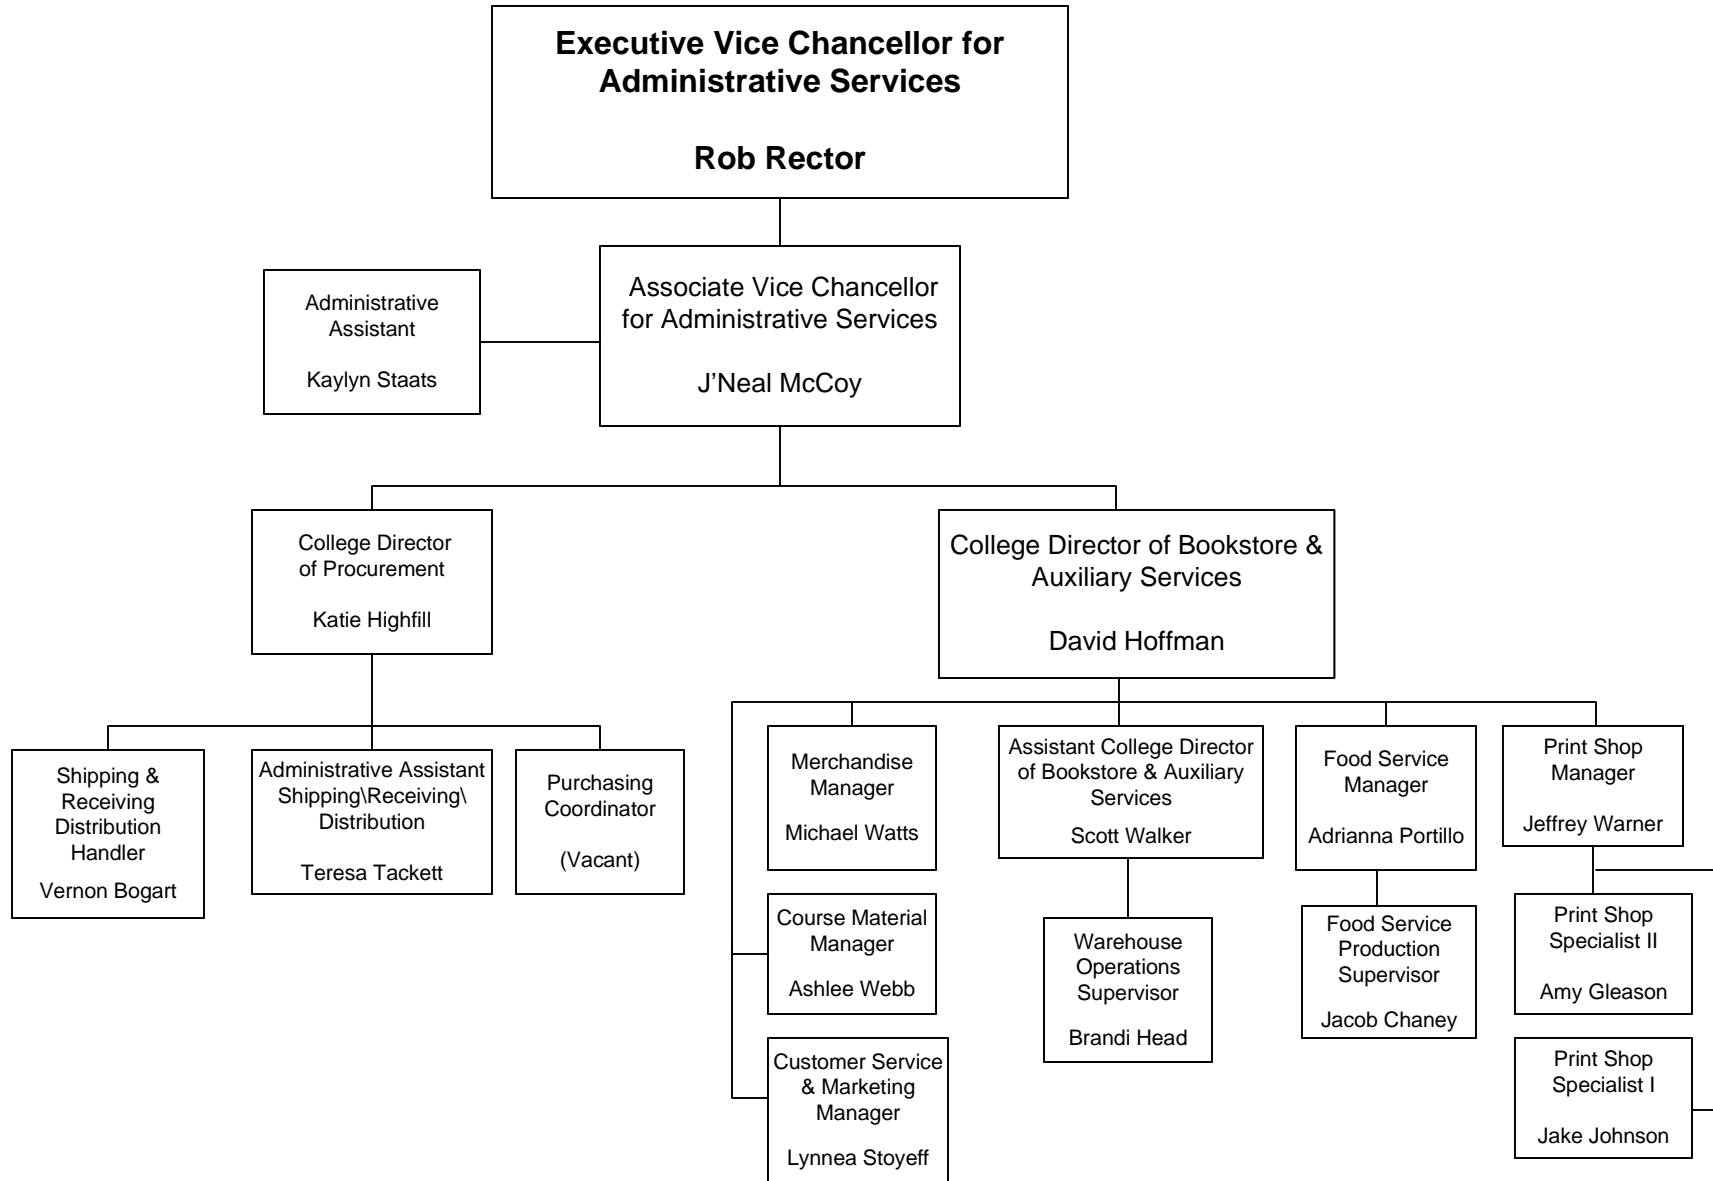 Executive Vice Chancellor for
Administrative Services
Rob Rector
Associate Vice Chancellor
for Administrative Services
J’Neal McCoy
Administrative
Assistant
Kaylyn Staats
College Director
of Procurement
Katie Highfill
College Director of Bookstore &
Auxiliary Services
David Hoffman
Shipping &
Receiving
Distribution
Handler
Vernon Bogart
Administrative Assistant
Shipping\Receiving\
Distribution
Teresa Tackett
Purchasing
Coordinator
(Vacant)
Merchandise
Manager
Michael Watts
Assistant College Director
of Bookstore & Auxiliary
Services
Scott Walker
Food Service
Manager
Adrianna Portillo
Print Shop
Manager
Jeffrey Warner
Course Material
Manager
Ashlee Webb
Warehouse
Operations
Supervisor
Brandi Head
Food Service
Production
Supervisor
Jacob Chaney
Print Shop
Specialist II
Amy Gleason
Customer Service
& Marketing
Manager
Lynnea Stoyeff
Print Shop
Specialist I
Jake Johnson